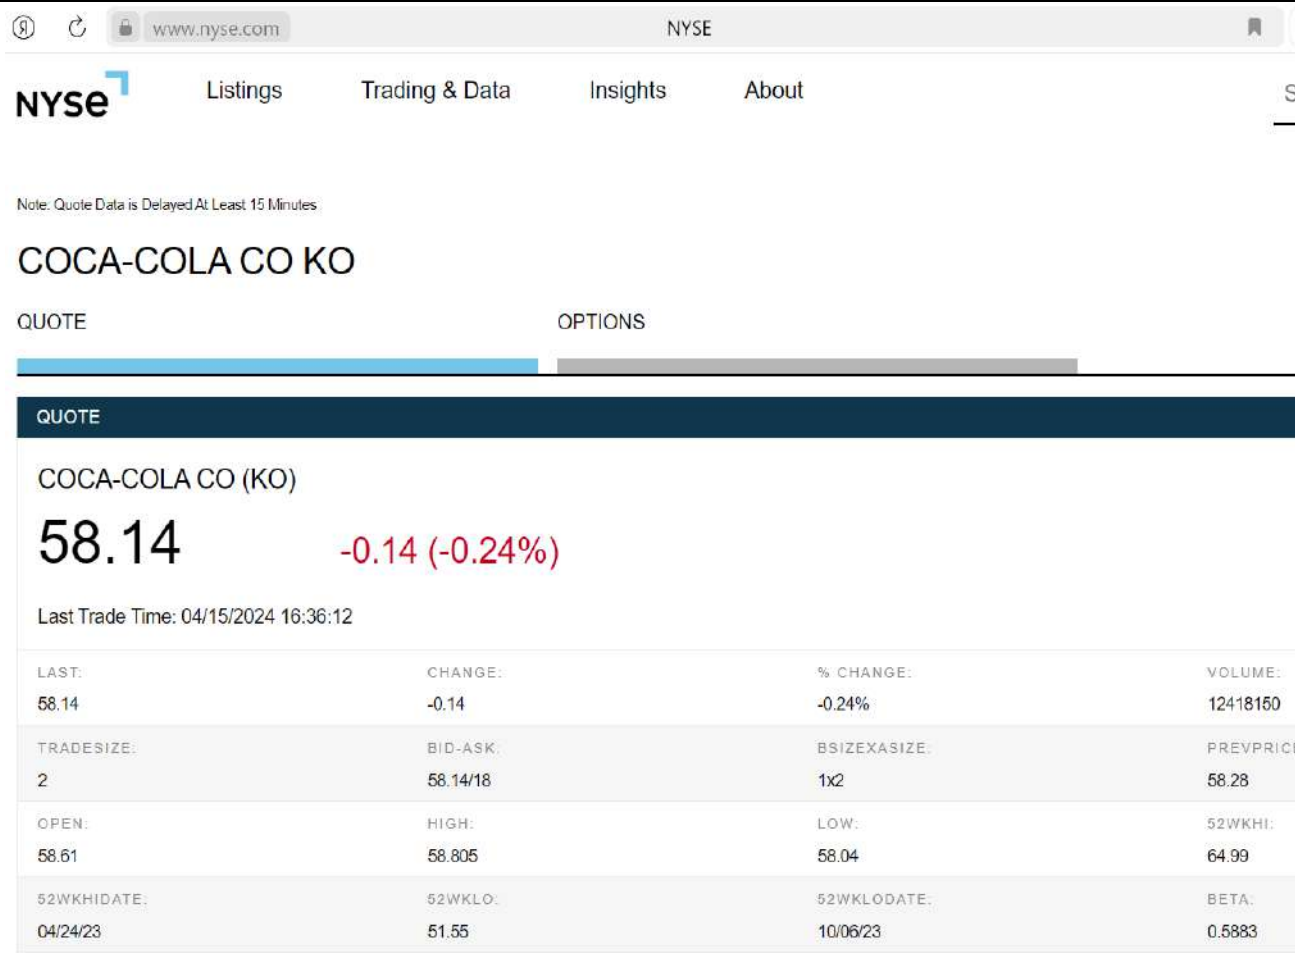 www.nyse.com NYSE
NYSE Listings Trading & Data Insights About S
Note: Quote Data is Delayed At Least 15 Minutes
COCA-COLA CO KO
QUOTE OPTIONS
QUOTE
COCA-COLA CO (KO)
58.14 -0.14 (-0.24%)
Last Trade Time: 04/15/2024 16:36:12
LAST: CHANGE: % CHANGE: VOLUME:
58.14 -0.14 -0.24% 12418150
TRADESIZE: BID-ASK: BSIZEXASIZE: PREVPRICE
2 58.14/18 1x2 58.28
OPEN: HIGH: LOW: 52WKHI:
58.61 58.805 58.04 64.99
52WKHIDATE: 52WKLO: 52WKLODATE: BETA:
04/24/23 51.55 10/06/23 0.5883